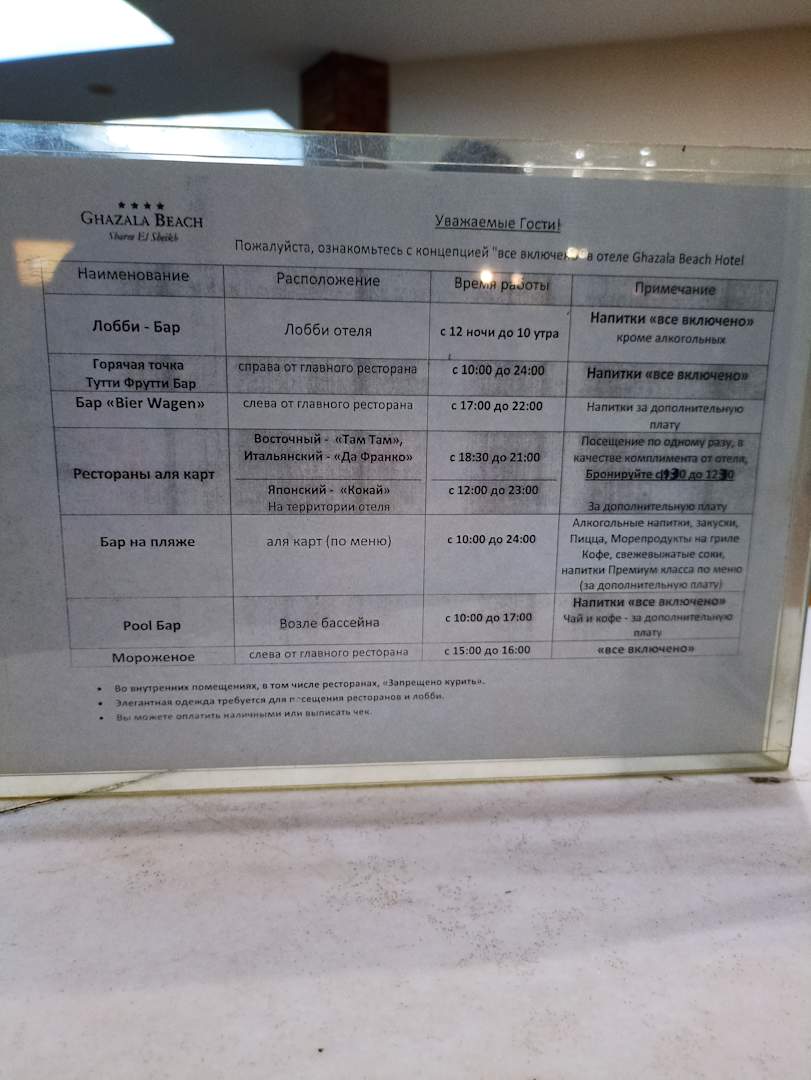 ★★★★
GHAZALA BEACH
Sharm El Sheikh
Уважаемые Гости!
Пожалуйста, ознакомьтесь с концепцией "все включено" в отеле Ghazala Beach Hotel
Наименование Расположение Время работы Примечание
Лобби - Бар Лобби отеля с 12 ночи до 10 утра Напитки «все включено»
кроме алкогольных
Горячая точка справа от главного ресторана с 10:00 до 24:00 Напитки «все включено»
Тутти Фрутти Бар
Бар «Bier Wagen» слева от главного ресторана с 17:00 до 22:00 Напитки за дополнительную
плату
Рестораны аля карт
Восточный - «Там Там»,
Итальянский - «Да Франко»
с 18:30 до 21:00
Посещение по одному разу, в
качестве комплимента от отеля,
Бронируйте до
Японский - «Кокай» с 12:00 до 23:00
На территории отеля За дополнительную плату
Бар на пляже аля карт (по меню) с 10:00 до 24:00
Алкогольные напитки, закуски,
Пицца, Морепродукты на гриле
Кофе, свежевыжатые соки,
напитки Премиум класса по меню
(за дополнительную плату)
Pool Бар Возле бассейна с 10:00 до 17:00
Напитки «все включено»
Чай и кофе - за дополнительную
плату
Мороженое слева от главного ресторана с 15:00 до 16:00 «все включено»
• Во внутренних помещениях, в том числе ресторанах, «Запрещено курить».
• Элегантная одежда требуется для посещения ресторанов и лобби.
• Вы можете оплатить наличными или выписать чек.